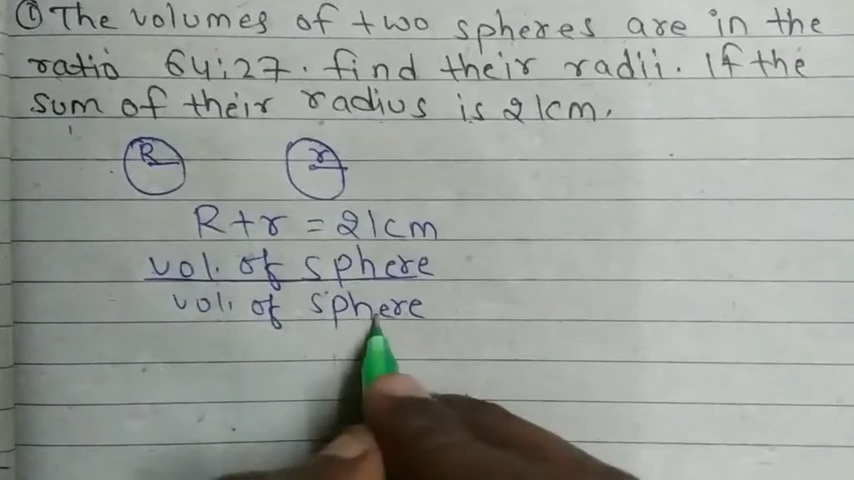 ① The volumes of two spheres are in the
ratio 64:27. find their radii. If the
sum of their radius is 21cm.
R r
R+r = 21cm
vol. of sphere
vol. of sphere